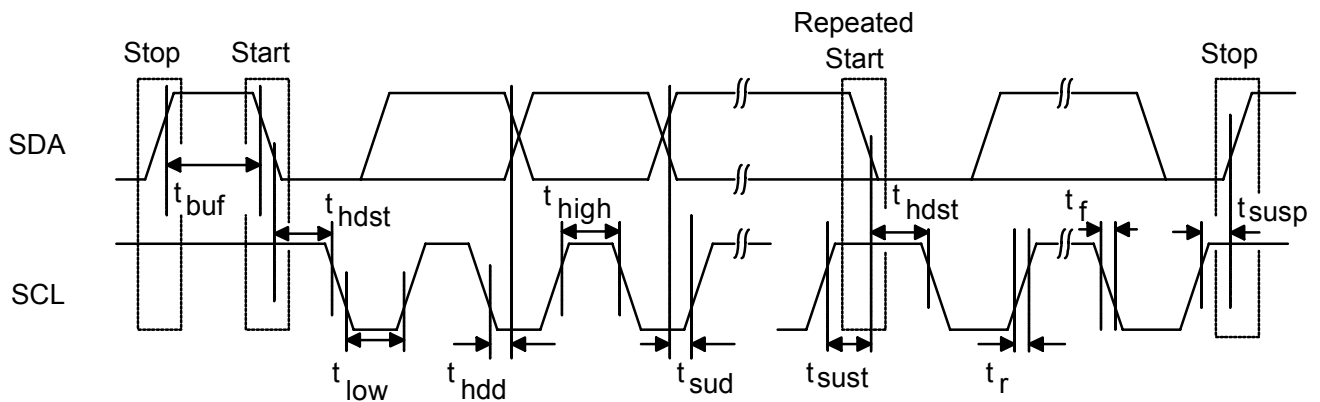 Repeated
Stop Start Start Stop
SDA
t buf
t hdst
t high
t hdst
t f
t susp
SCL
t low
t hdd
t sud
t sust
t r